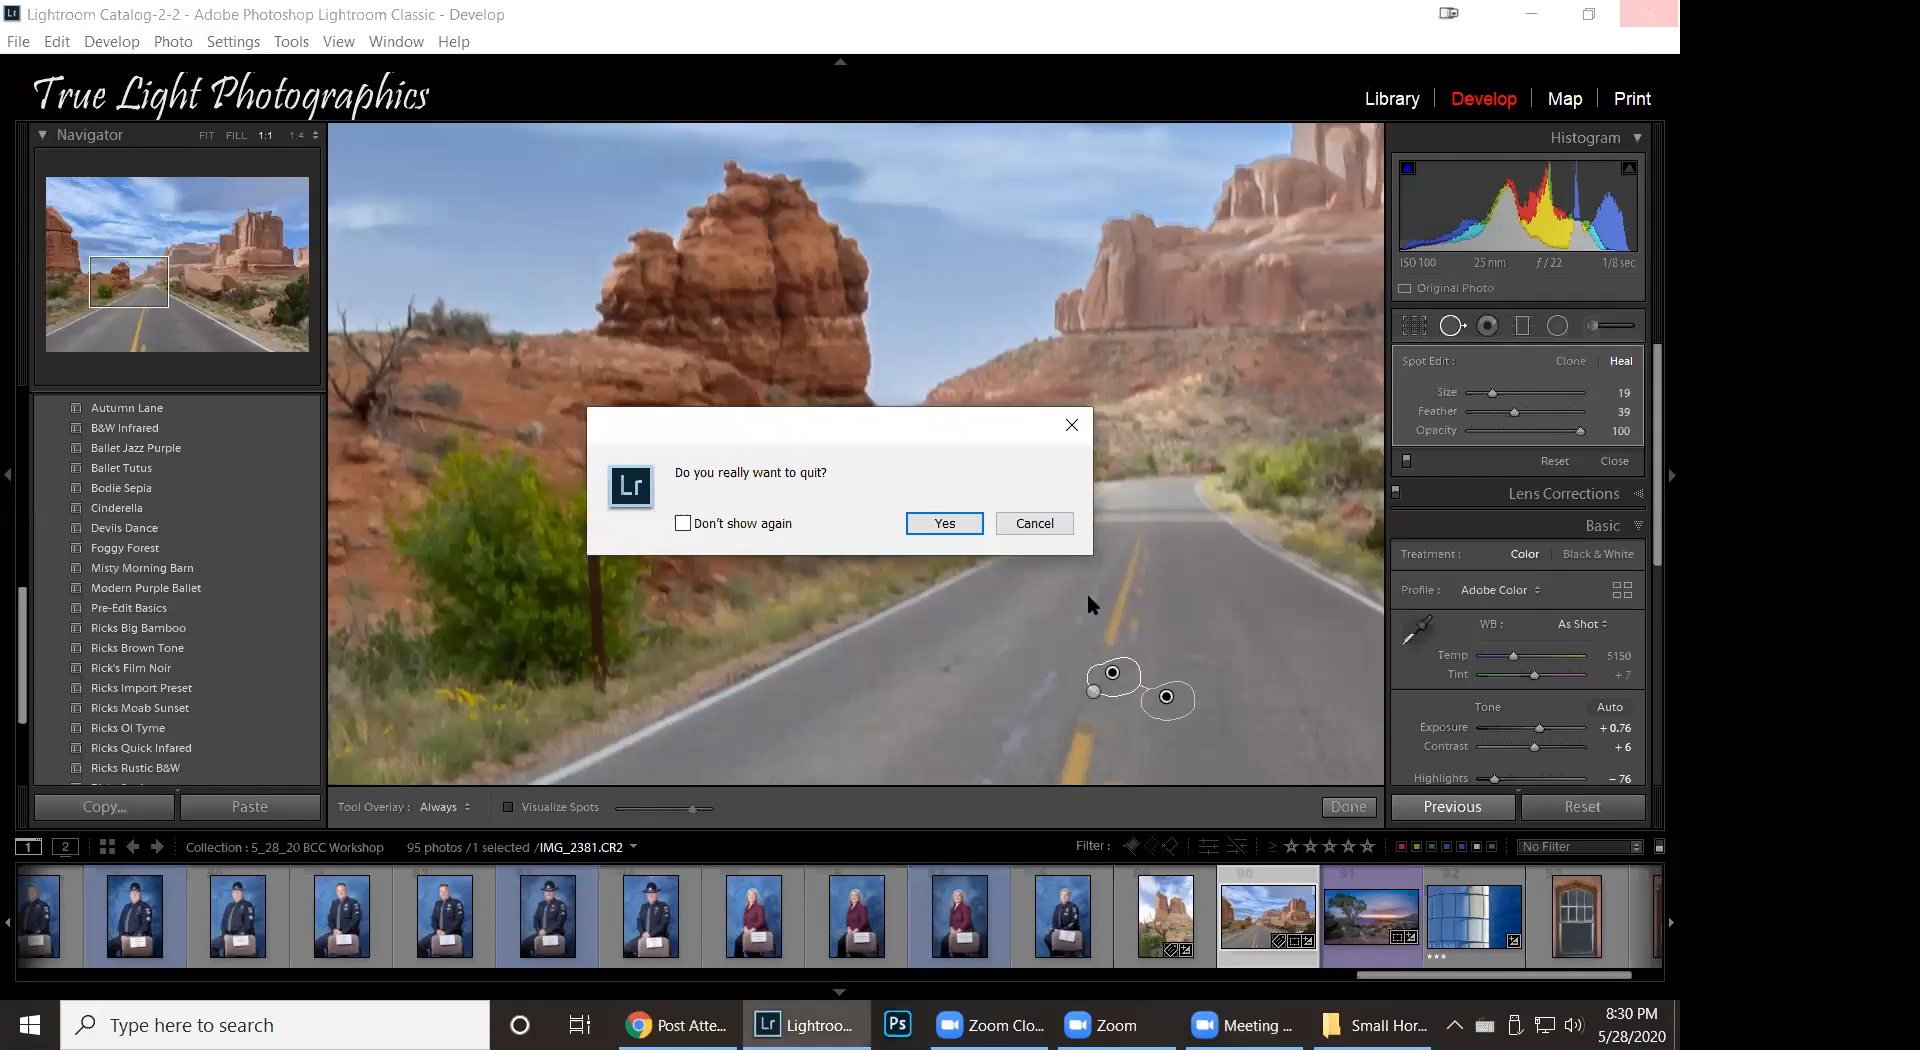 Lightroom Catalog-2-2 - Adobe Photoshop Lightroom Classic - Develop
File Edit Develop Photo Settings Tools Library View Window Help
True Light Photographics
Library | Develop | Map | Print
Navigator FIT FILL 1:1 1:4
Histogram
ISO 100 25 mm ƒ / 22 1/8 sec
Original Photo
Spot Edit : Clone Heal
Size 19
Feather 39
Opacity 100
Reset Close
Lens Corrections
Basic
Treatment : Color Black & White
Profile : Adobe Color
WB : As Shot
Temp 5150
Tint + 7
Tone Auto
Exposure + 0.76
Contrast + 6
Highlights − 76
Autumn Lane
B&W Infrared
Ballet Jazz Purple
Ballet Tutus
Bodie Sepia
Cinderella
Devils Dance
Foggy Forest
Misty Morning Barn
Modern Purple Ballet
Pre-Edit Basics
Ricks Big Bamboo
Ricks Brown Tone
Rick's Film Noir
Ricks Import Preset
Ricks Moab Sunset
Ricks Ol Tyme
Ricks Quick Infared
Ricks Rustic B&W
Lr
Do you really want to quit?
Don't show again Yes Cancel
Copy... Paste
Tool Overlay : Always Visualize Spots Done
Previous Reset
1 2 Collection : 5_28_20 BCC Workshop 95 photos / 1 selected / IMG_2381.CR2 Filter : No Filter
90 91 92
Type here to search
Post Atte... Lr Lightroo... Ps Zoom Clo... Zoom Meeting ... Small Hor...
8:30 PM
5/28/2020